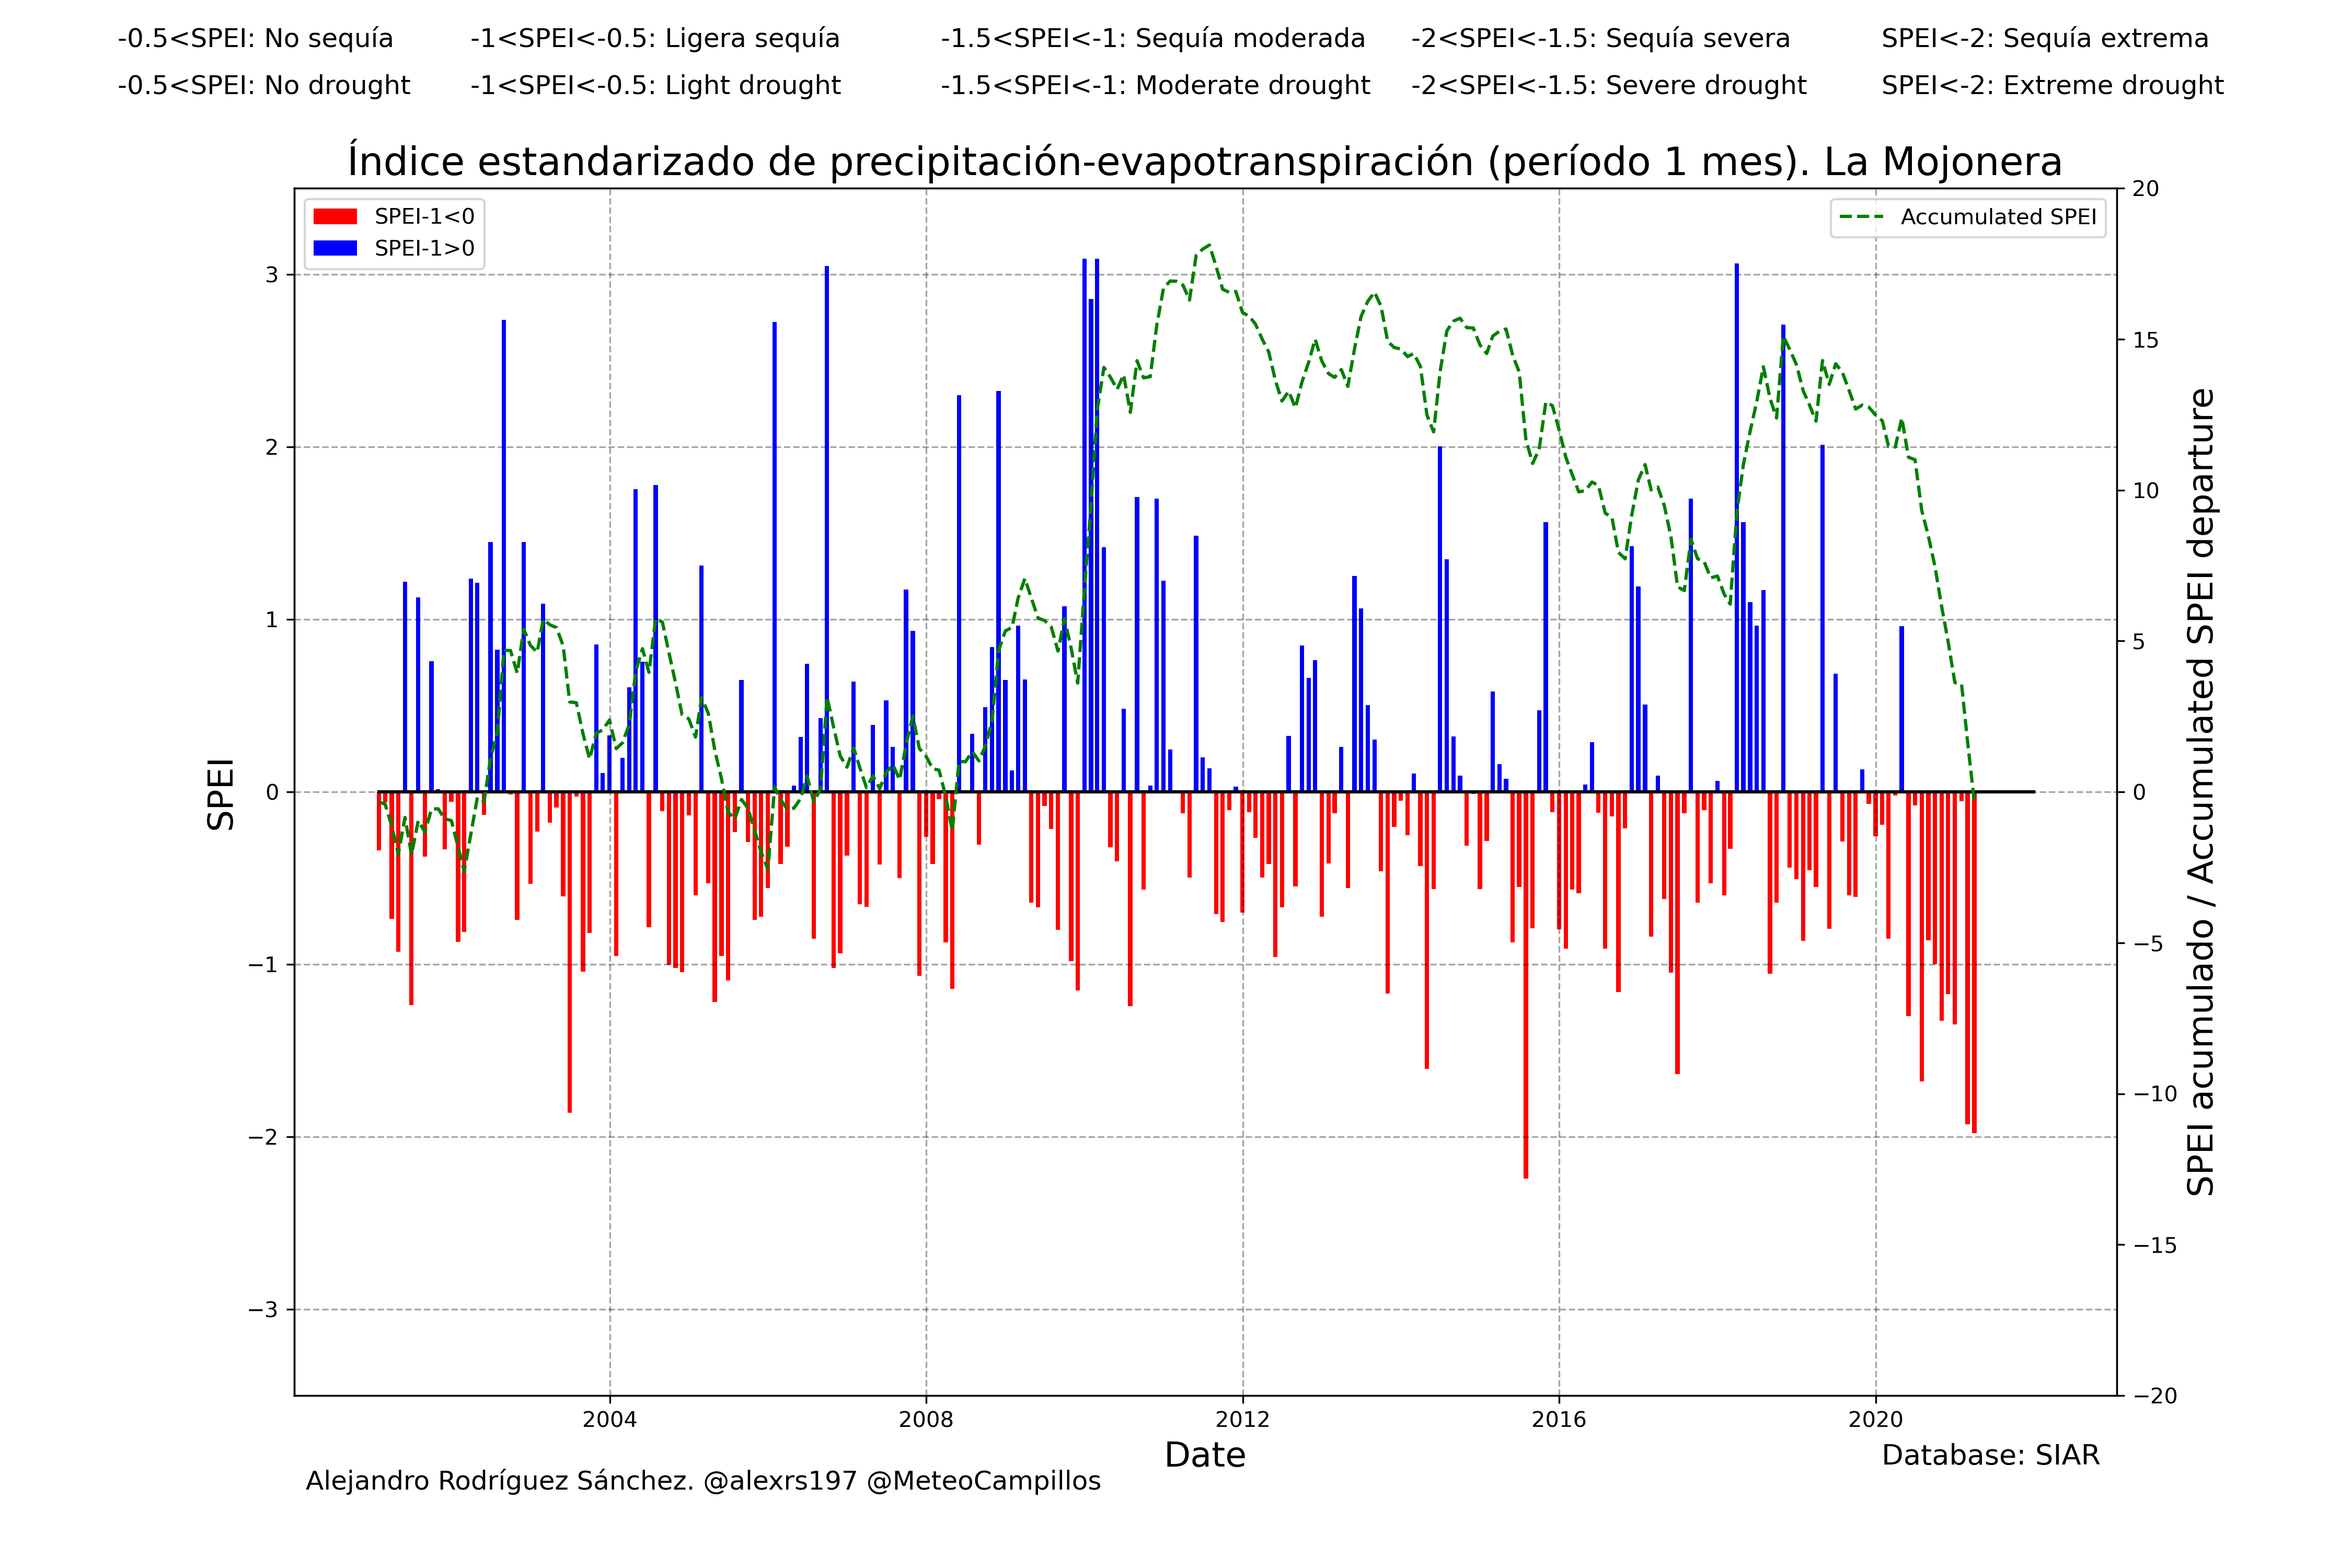 -0.5<SPEI: No sequía -1<SPEI<-0.5: Ligera sequía -1.5<SPEI<-1: Sequía moderada -2<SPEI<-1.5: Sequía severa SPEI<-2: Sequía extrema
-0.5<SPEI: No drought -1<SPEI<-0.5: Light drought -1.5<SPEI<-1: Moderate drought -2<SPEI<-1.5: Severe drought SPEI<-2: Extreme drought
Índice estandarizado de precipitación-evapotranspiración (período 1 mes). La Mojonera
SPEI-1<0
SPEI-1>0
Accumulated SPEI
SPEI
3
2
1
0
−1
−2
−3
20
15
10
5
0
−5
−10
−15
−20
SPEI acumulado / Accumulated SPEI departure
2004 2008 2012 2016 2020
Date
Database: SIAR
Alejandro Rodríguez Sánchez. @alexrs197 @MeteoCampillos